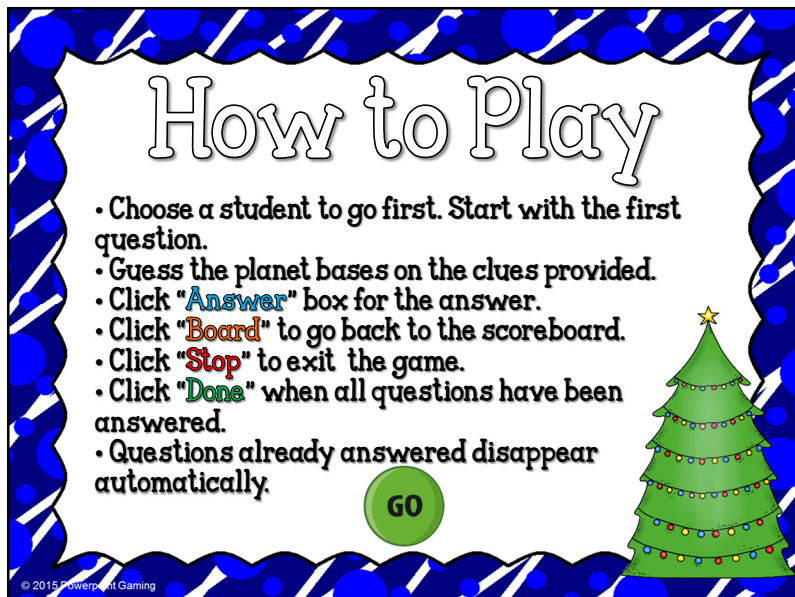 How to Play
• Choose a student to go first. Start with the first
question.
• Guess the planet bases on the clues provided.
• Click “Answer” box for the answer.
• Click “Board” to go back to the scoreboard.
• Click “Stop” to exit the game.
• Click “Done” when all questions have been
answered.
• Questions already answered disappear
automatically.
GO
© 2015 Powerpoint Gaming